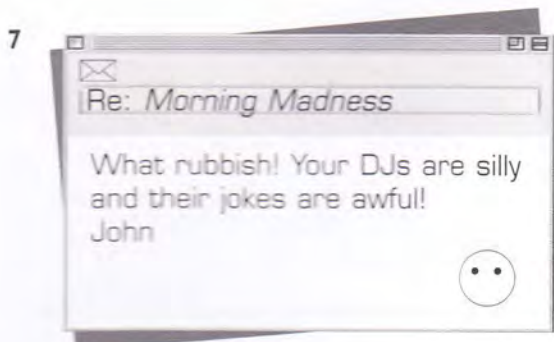 7
Re: Morning Madness
What rubbish! Your DJs are silly
and their jokes are awful!
John